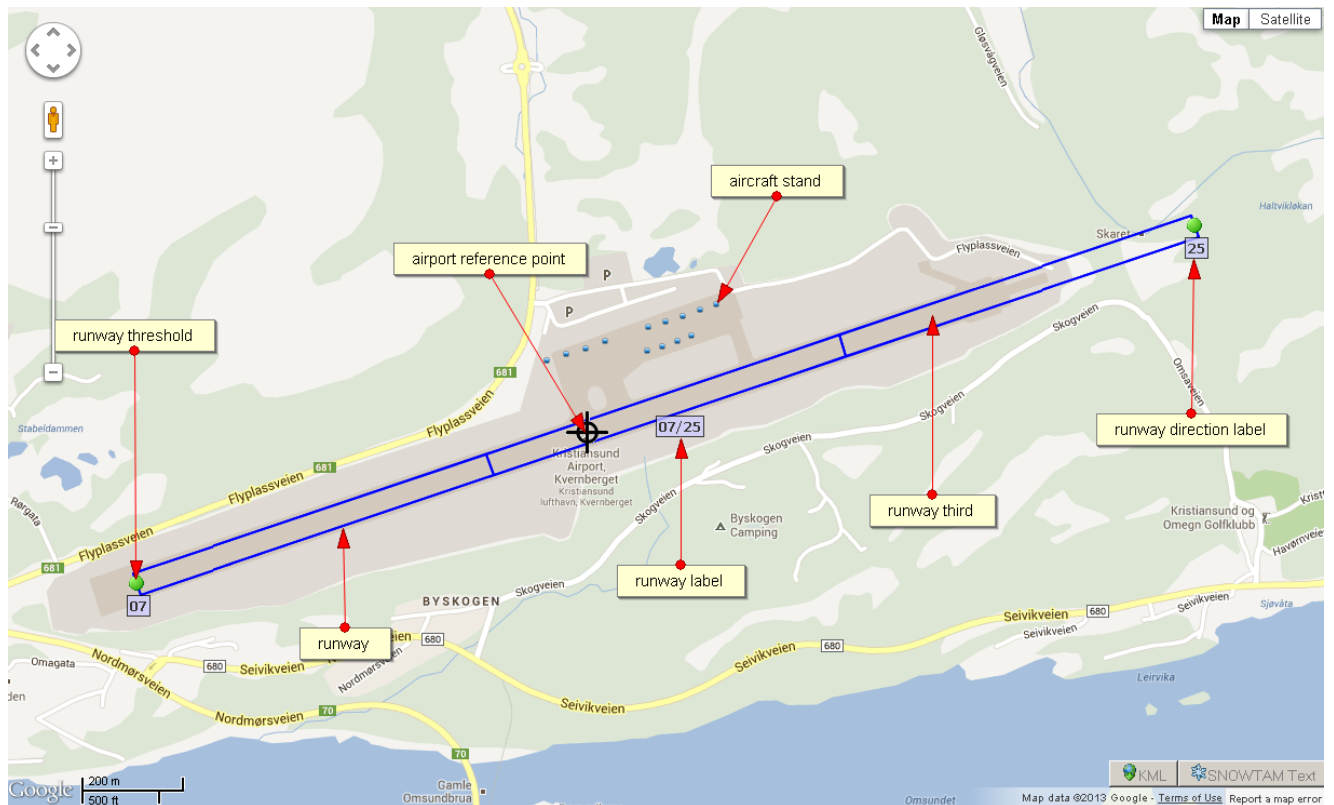 Map Satellite
Gløsvågveien
aircraft stand
Haltvikløkan
Skaret
25
Flyplassveien
airport reference point
P
P
runway threshold
681
Skogveien
Omsaveien
Flyplassveien
Skogveien
Stabeldammen
07/25
runway direction label
Kristiansund
Airport,
Kvernberget
Kristiansund
lufthavn, Kvernberget
681
Flyplassveien
Skogveien
Rørgata
runway third
Byskogen
Camping
Kristiansund og
Omegn Golfklubb
Havørnveien
Flyplassveien
681
runway label
Skogveien
07
BYSKOGEN
Seivikveien
Sjøvåta
runway
680
Seivikveien
680
Seivikveien
Seivikveien
Omagata
Nordmørsveien
Nordmørsveien
Leirvika
Seivikveien
70
Nordmørsveien
70
KML SNOWTAM Text
Google
200 m
500 ft
Gamle
Omsundbrua
Omsundet
Map data ©2013 Google - Terms of Use Report a map error